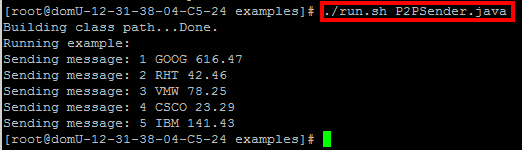 [root@domU-12-31-38-04-C5-24 examples]# ./run.sh P2PSender.java
Building class path...Done.
Running example:
Sending message: 1 GOOG 616.47
Sending message: 2 RHT 42.46
Sending message: 3 VMW 78.25
Sending message: 4 CSCO 23.29
Sending message: 5 IBM 141.43
[root@domU-12-31-38-04-C5-24 examples]#